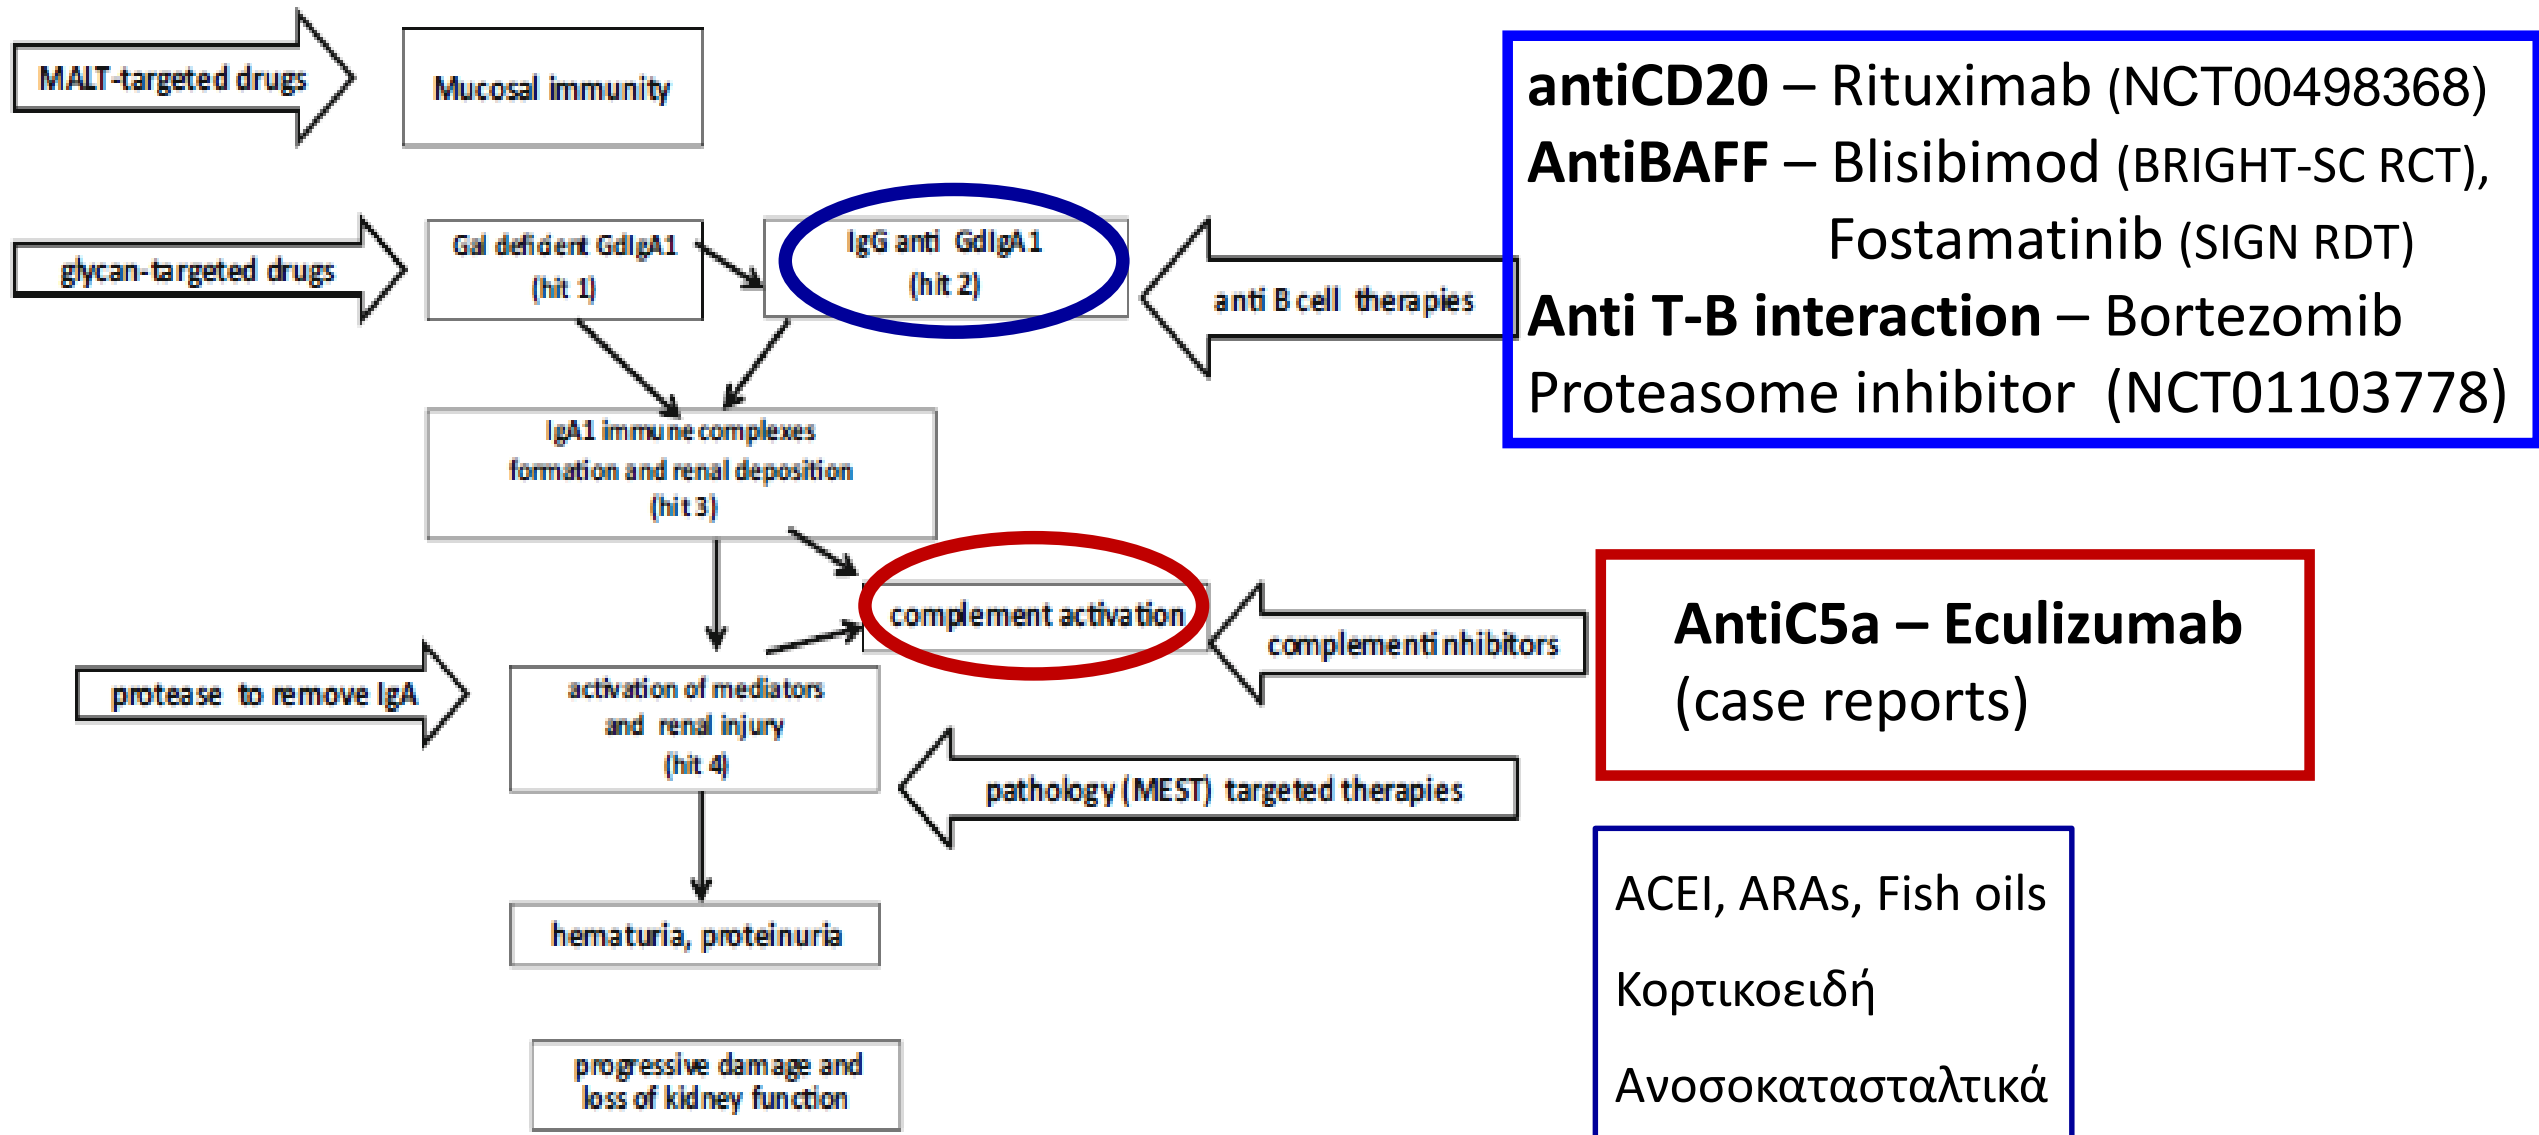 MALT-targeted drugs
Mucosal immunity
antiCD20 – Rituximab (NCT00498368)
AntiBAFF – Blisibimod (BRIGHT-SC RCT),
Fostamatinib (SIGN RDT)
Anti T-B interaction – Bortezomib
Proteasome inhibitor (NCT01103778)
glycan-targeted drugs
Gal deficient GdIgA1
(hit 1)
IgG anti GdIgA1
(hit 2)
anti B cell therapies
IgA1 immune complexes
formation and renal deposition
(hit 3)
complement activation
complement inhibitors
AntiC5a – Eculizumab
(case reports)
protease to remove IgA
activation of mediators
and renal injury
(hit 4)
pathology (MEST) targeted therapies
hematuria, proteinuria
progressive damage and
loss of kidney function
ACEI, ARAs, Fish oils
Κορτικοειδή
Ανοσοκατασταλτικά